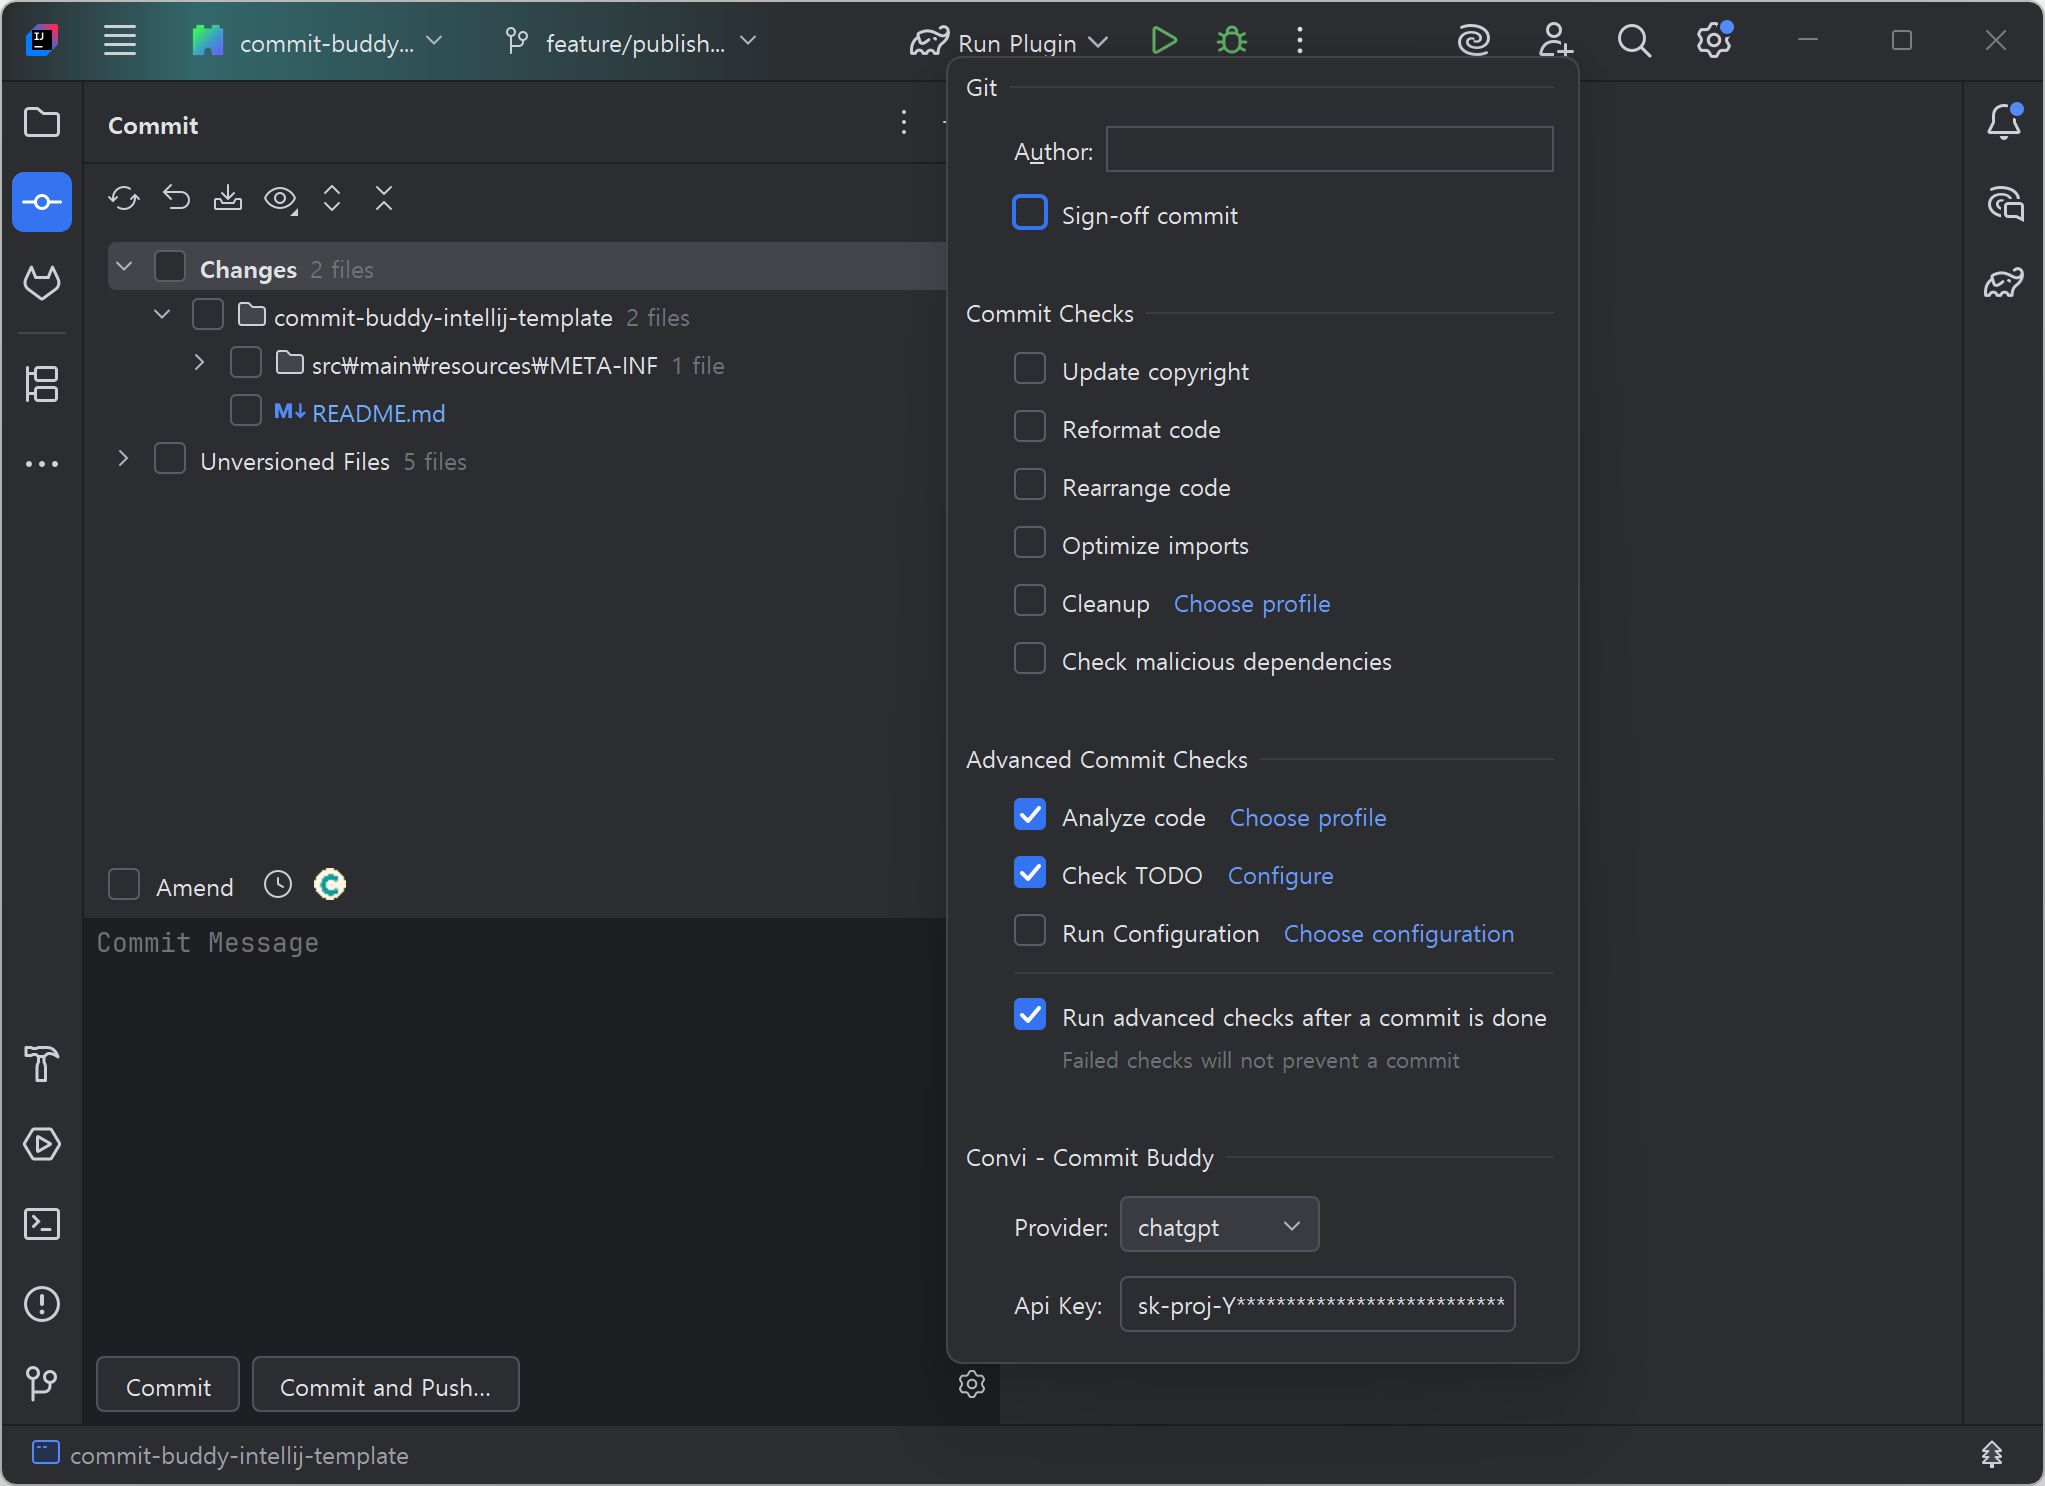 commit-buddy...
feature/publish...
Run Plugin
Commit
Changes 2 files
commit-buddy-intellij-template 2 files
src₩main₩resources₩META-INF 1 file
M↓ README.md
Unversioned Files 5 files
Amend
Commit Message
Commit
Commit and Push...
commit-buddy-intellij-template
Git
Author:
Sign-off commit
Commit Checks
Update copyright
Reformat code
Rearrange code
Optimize imports
Cleanup Choose profile
Check malicious dependencies
Advanced Commit Checks
Analyze code Choose profile
Check TODO Configure
Run Configuration Choose configuration
Run advanced checks after a commit is done
Failed checks will not prevent a commit
Convi - Commit Buddy
Provider: chatgpt
Api Key: sk-proj-Y***************************